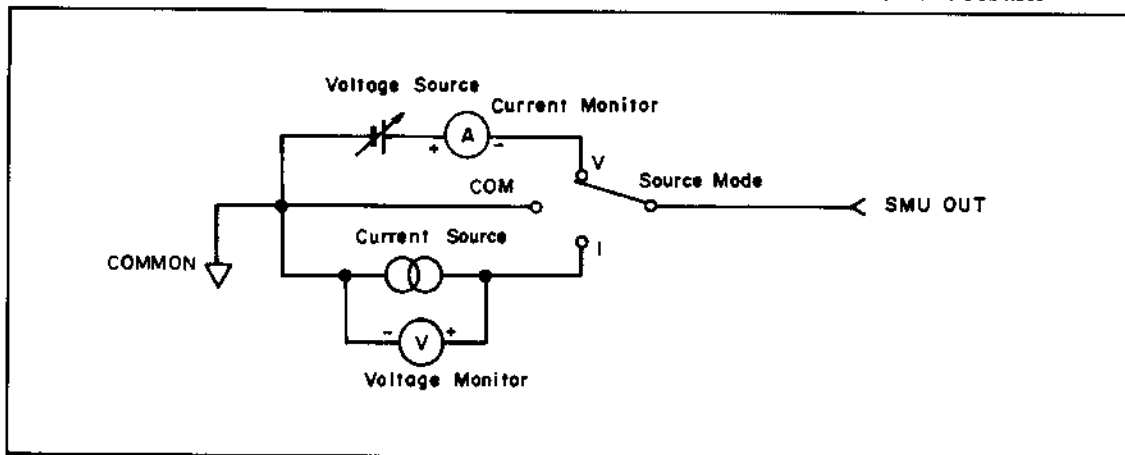 Voltage Source
Current Monitor
+ A -
V
COM
Source Mode
SMU OUT
Current Source
I
COMMON
- V +
Voltage Monitor